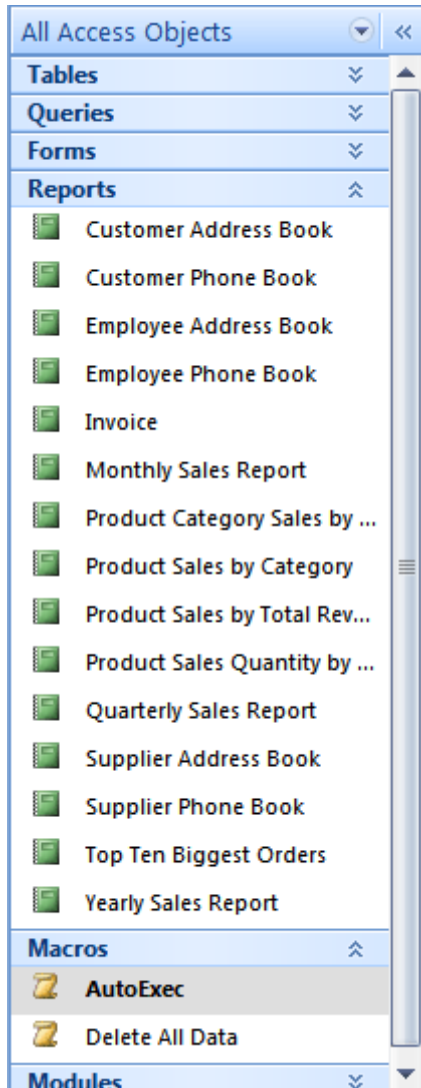 All Access Objects
Tables
Queries
Forms
Reports
Customer Address Book
Customer Phone Book
Employee Address Book
Employee Phone Book
Invoice
Monthly Sales Report
Product Category Sales by ...
Product Sales by Category
Product Sales by Total Rev...
Product Sales Quantity by ...
Quarterly Sales Report
Supplier Address Book
Supplier Phone Book
Top Ten Biggest Orders
Yearly Sales Report
Macros
AutoExec
Delete All Data
Modules